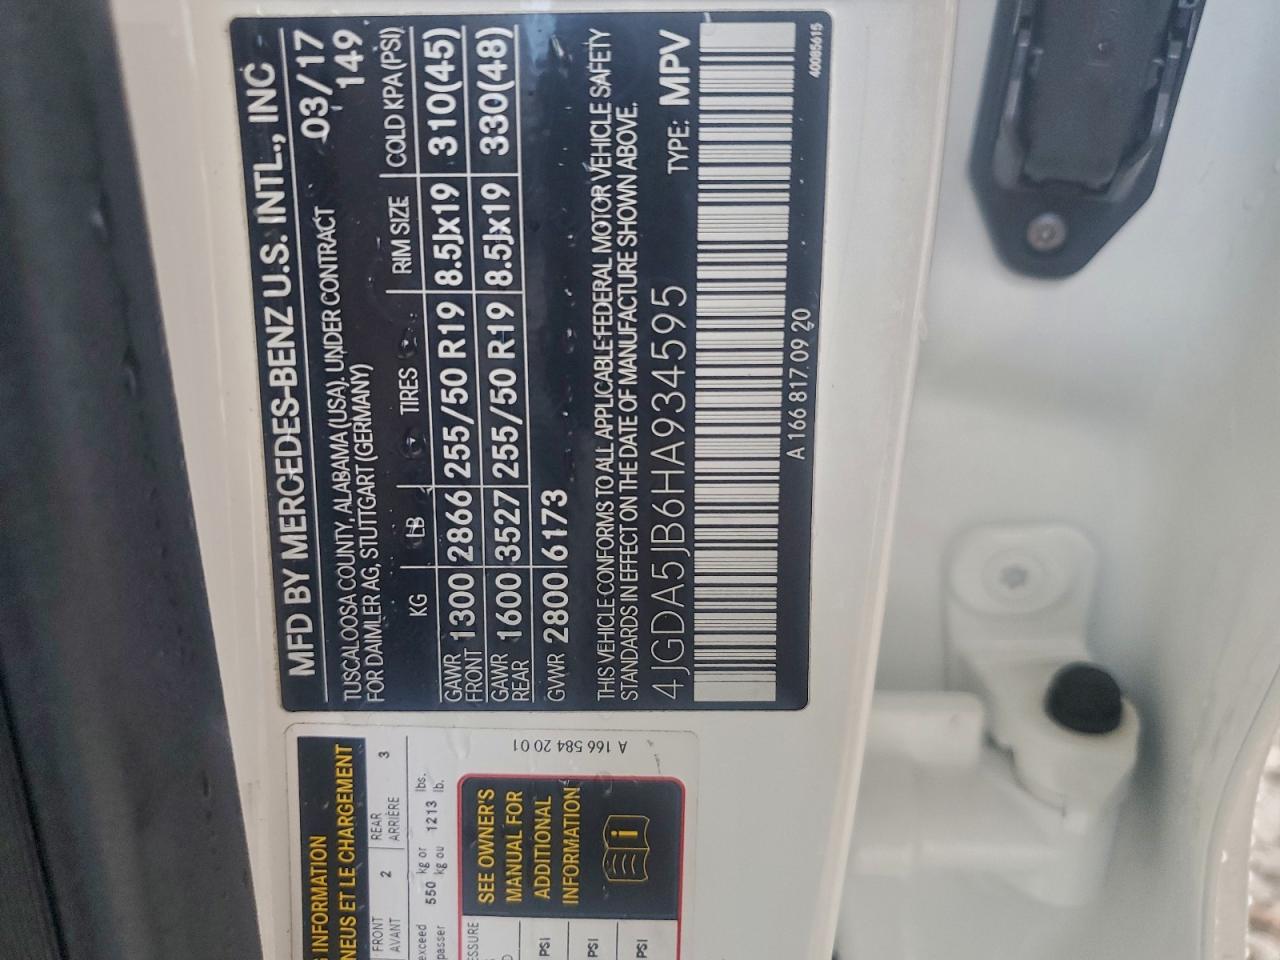 MFD BY MERCEDES-BENZ U.S. INTL., INC
TUSCALOOSA COUNTY, ALABAMA (USA), UNDER CONTRACT 03/17
FOR DAIMLER AG, STUTTGART (GERMANY) 149
KG LB TIRES RIM SIZE COLD KPA (PSI)
GAWR FRONT 1300 2866 255/50 R19 8.5Jx19 310(45)
GAWR REAR 1600 3527 255/50 R19 8.5Jx19 330(48)
GVWR 2800 6173
THIS VEHICLE CONFORMS TO ALL APPLICABLE FEDERAL MOTOR VEHICLE SAFETY
STANDARDS IN EFFECT ON THE DATE OF MANUFACTURE SHOWN ABOVE.
4JGDA5JB6HA934595 TYPE: MPV
A 166 817 09 20
40085615
INFORMATION
ET LE CHARGEMENT
FRONT 2 REAR 3
AVANT ARRIÈRE
exceed 550 kg or 1213 lbs.
kg ou lb.
SEE OWNER'S
MANUAL FOR
ADDITIONAL
INFORMATION
i
PSI
PSI
PSI
A 166 584 20 01